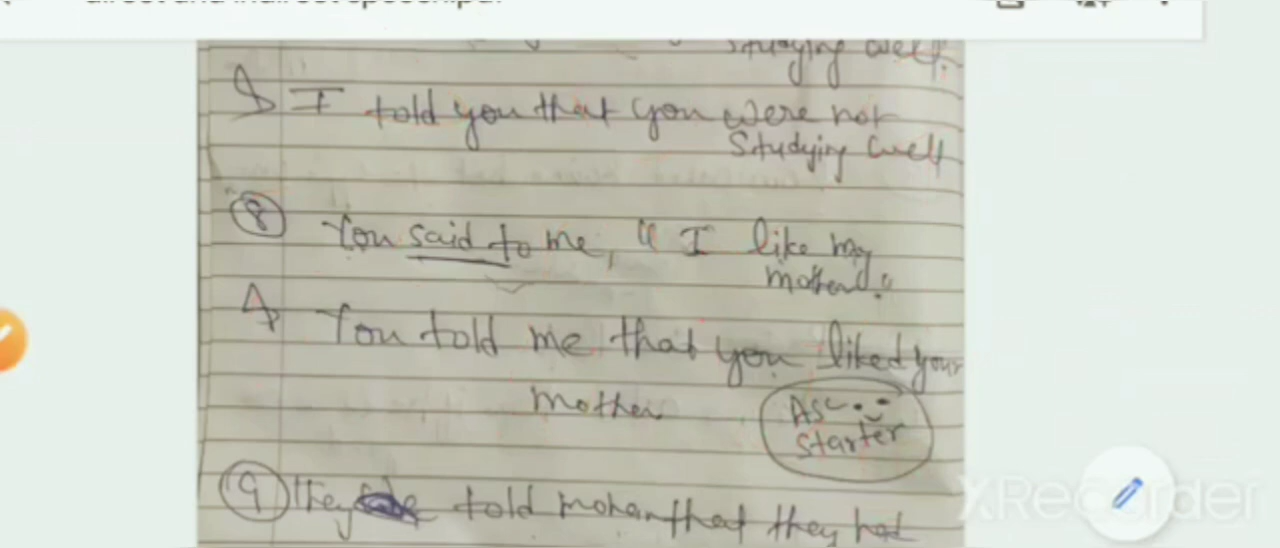 studying well.
I told you that you were not
studying well
8 You said to me, "I like my
mother."
You told me that you liked your
mother.
ASC
starter
9 They told mohan that they had
XRecorder